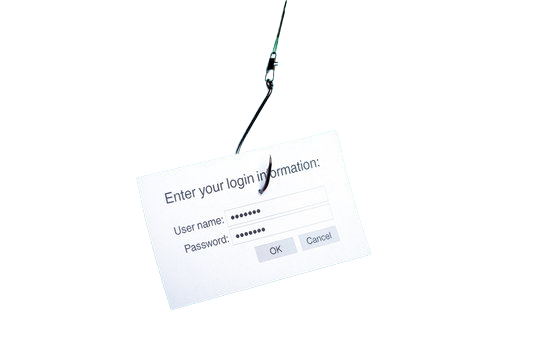 Enter your login information:
User name: •••••••
Password: •••••••
OK
Cancel